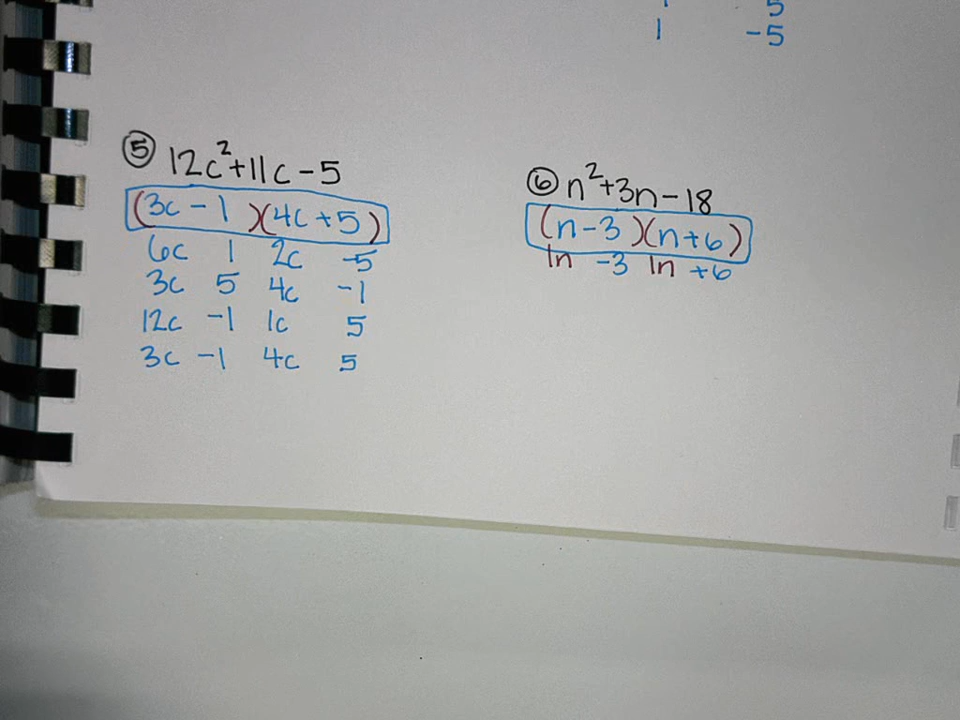 5
1 -5
⑤ 12c²+11c-5
(3c-1)(4c+5)
6c 1 2c -5
3c 5 4c -1
12c -1 1c 5
3c -1 4c 5
⑥ n²+3n-18
(n-3)(n+6)
1n -3 1n +6